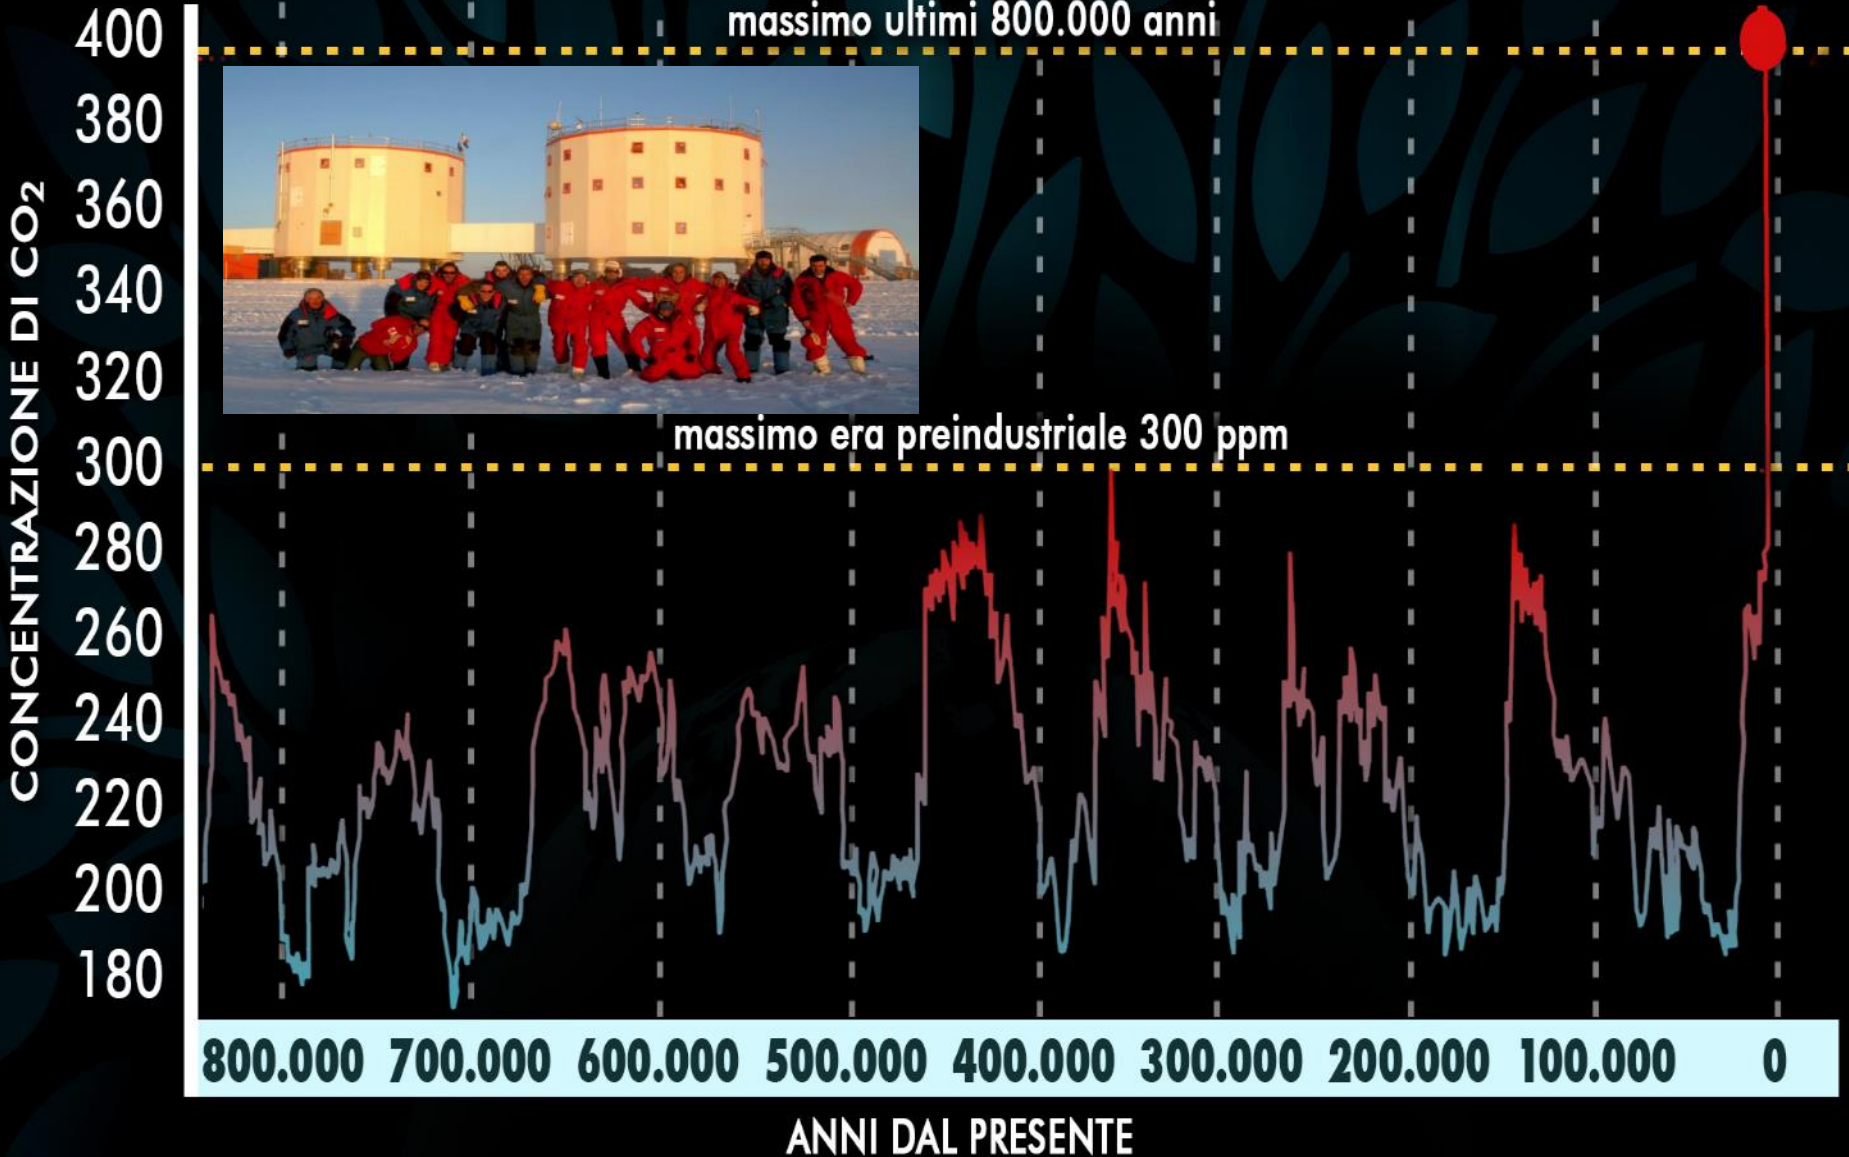 massimo ultimi 800.000 anni
400
380
360
340
320
300
280
260
240
220
200
180
CONCENTRAZIONE DI CO2
massimo era preindustriale 300 ppm
800.000 700.000 600.000 500.000 400.000 300.000 200.000 100.000 0
ANNI DAL PRESENTE